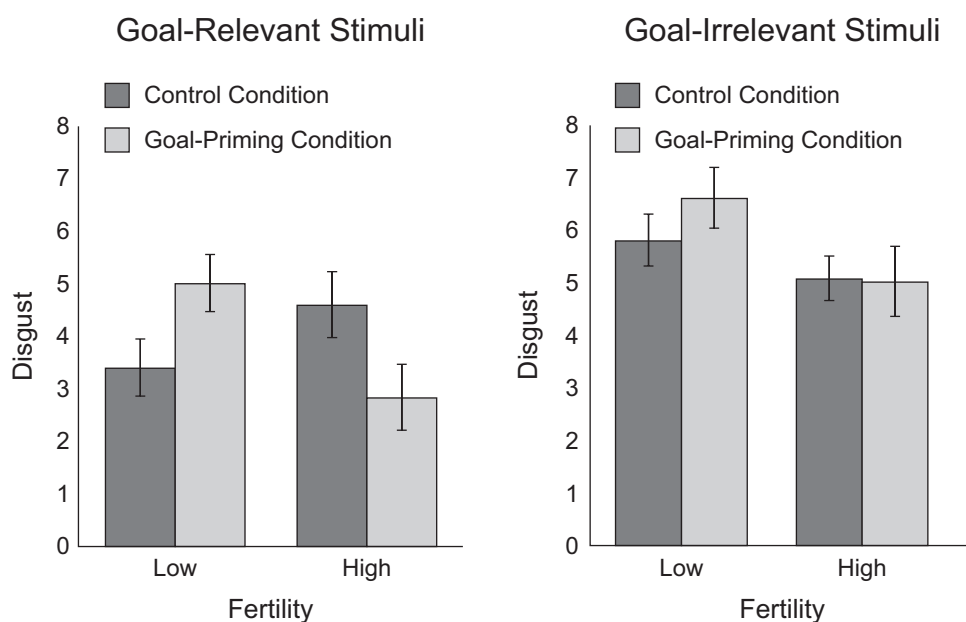 Goal-Relevant Stimuli
Control Condition
Goal-Priming Condition
8
7
6
5
4
3
2
1
0
Disgust
Low
High
Fertility
Goal-Irrelevant Stimuli
Control Condition
Goal-Priming Condition
8
7
6
5
4
3
2
1
0
Disgust
Low
High
Fertility